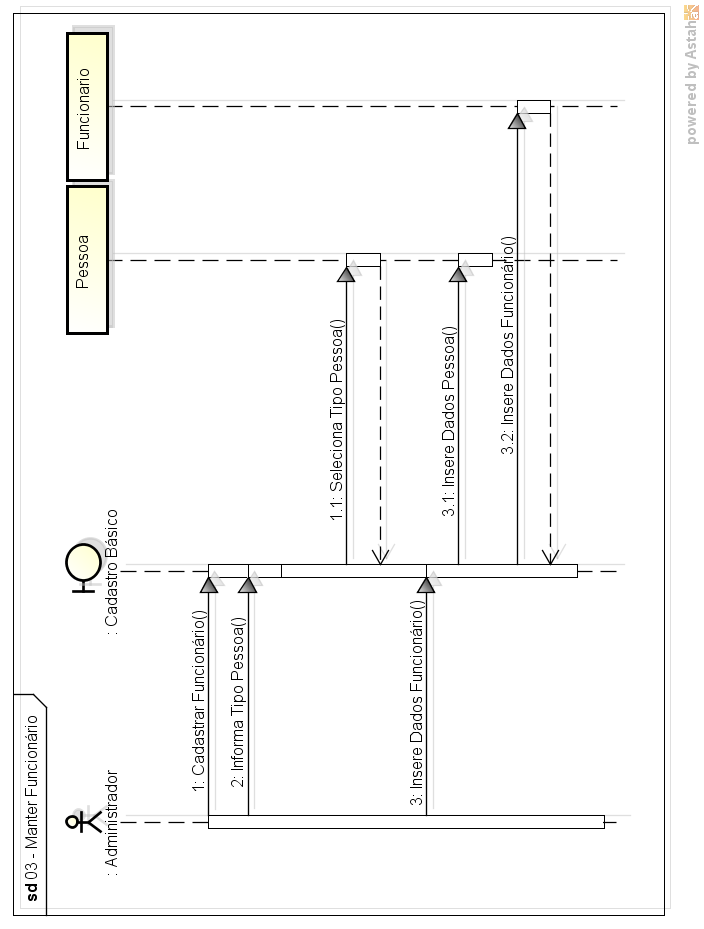 sd 03 - Manter Funcionário
: Administrador
: Cadastro Básico
Pessoa
Funcionario
1: Cadastrar Funcionário()
2: Informa Tipo Pessoa()
1.1: Seleciona Tipo Pessoa()
3: Insere Dados Funcionário()
3.1: Insere Dados Pessoa()
3.2: Insere Dados Funcionário()
powered by Astah